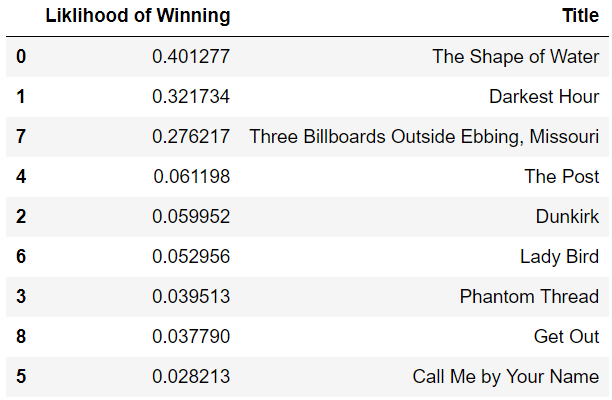 Liklihood of Winning Title
0 0.401277 The Shape of Water
1 0.321734 Darkest Hour
7 0.276217 Three Billboards Outside Ebbing, Missouri
4 0.061198 The Post
2 0.059952 Dunkirk
6 0.052956 Lady Bird
3 0.039513 Phantom Thread
8 0.037790 Get Out
5 0.028213 Call Me by Your Name